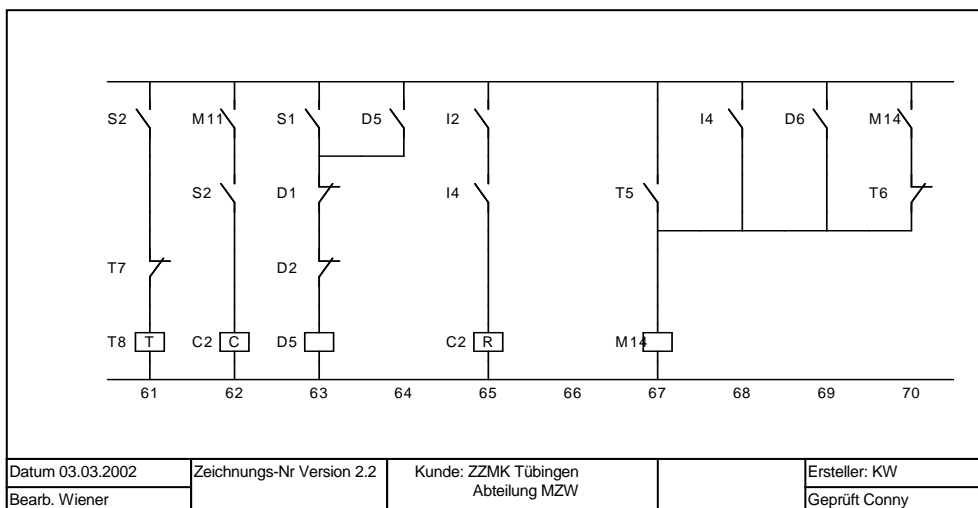 S2 M11 S1 D5 I2 I4 D6 M14
S2 D1 I4 T5 T6
T7 D2
T8 T C2 C D5 C2 R M14
61 62 63 64 65 66 67 68 69 70
Datum 03.03.2002 Zeichnungs-Nr Version 2.2 Kunde: ZZMK Tübingen Ersteller: KW
Abteilung MZW
Bearb. Wiener Geprüft Conny